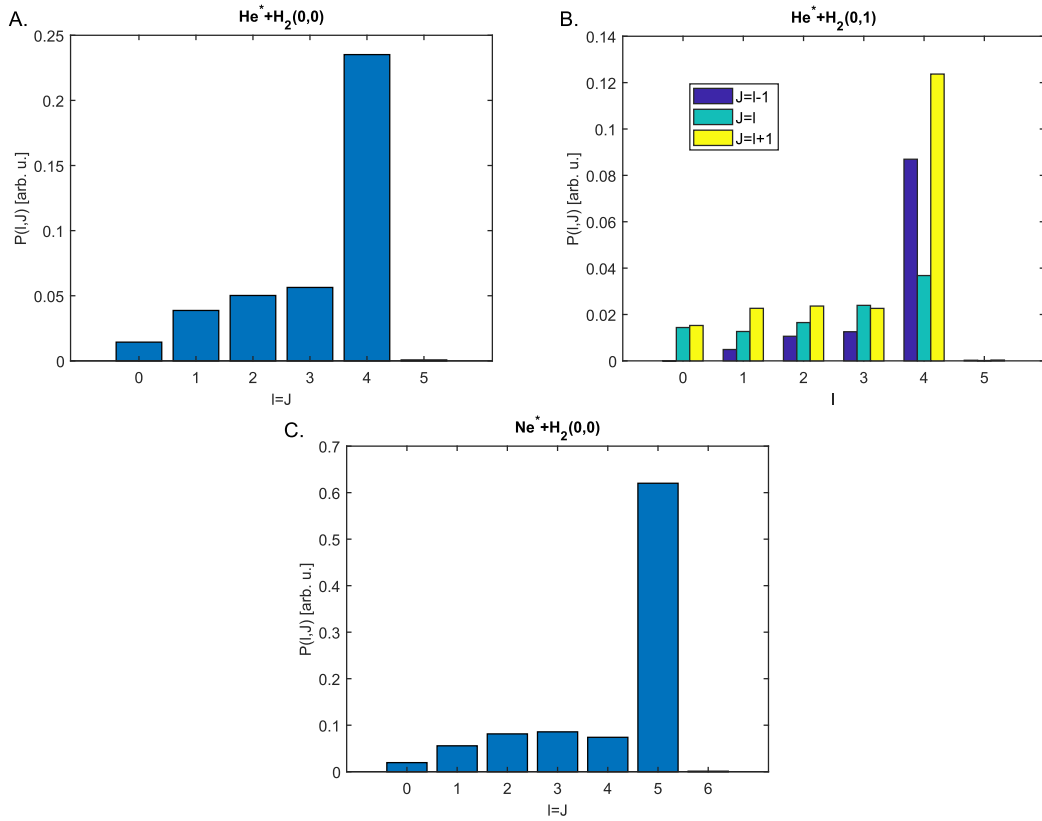 A.
He*+H2(0,0)
0.25
0.2
0.15
0.1
0.05
0
P(l,J) [arb. u.]
0 1 2 3 4 5
l=J
B.
He*+H2(0,1)
0.14
0.12
0.1
0.08
0.06
0.04
0.02
0
P(l,J) [arb. u.]
J=l-1
J=l
J=l+1
0 1 2 3 4 5
l
C.
Ne*+H2(0,0)
0.7
0.6
0.5
0.4
0.3
0.2
0.1
0
P(l,J) [arb. u.]
0 1 2 3 4 5 6
l=J